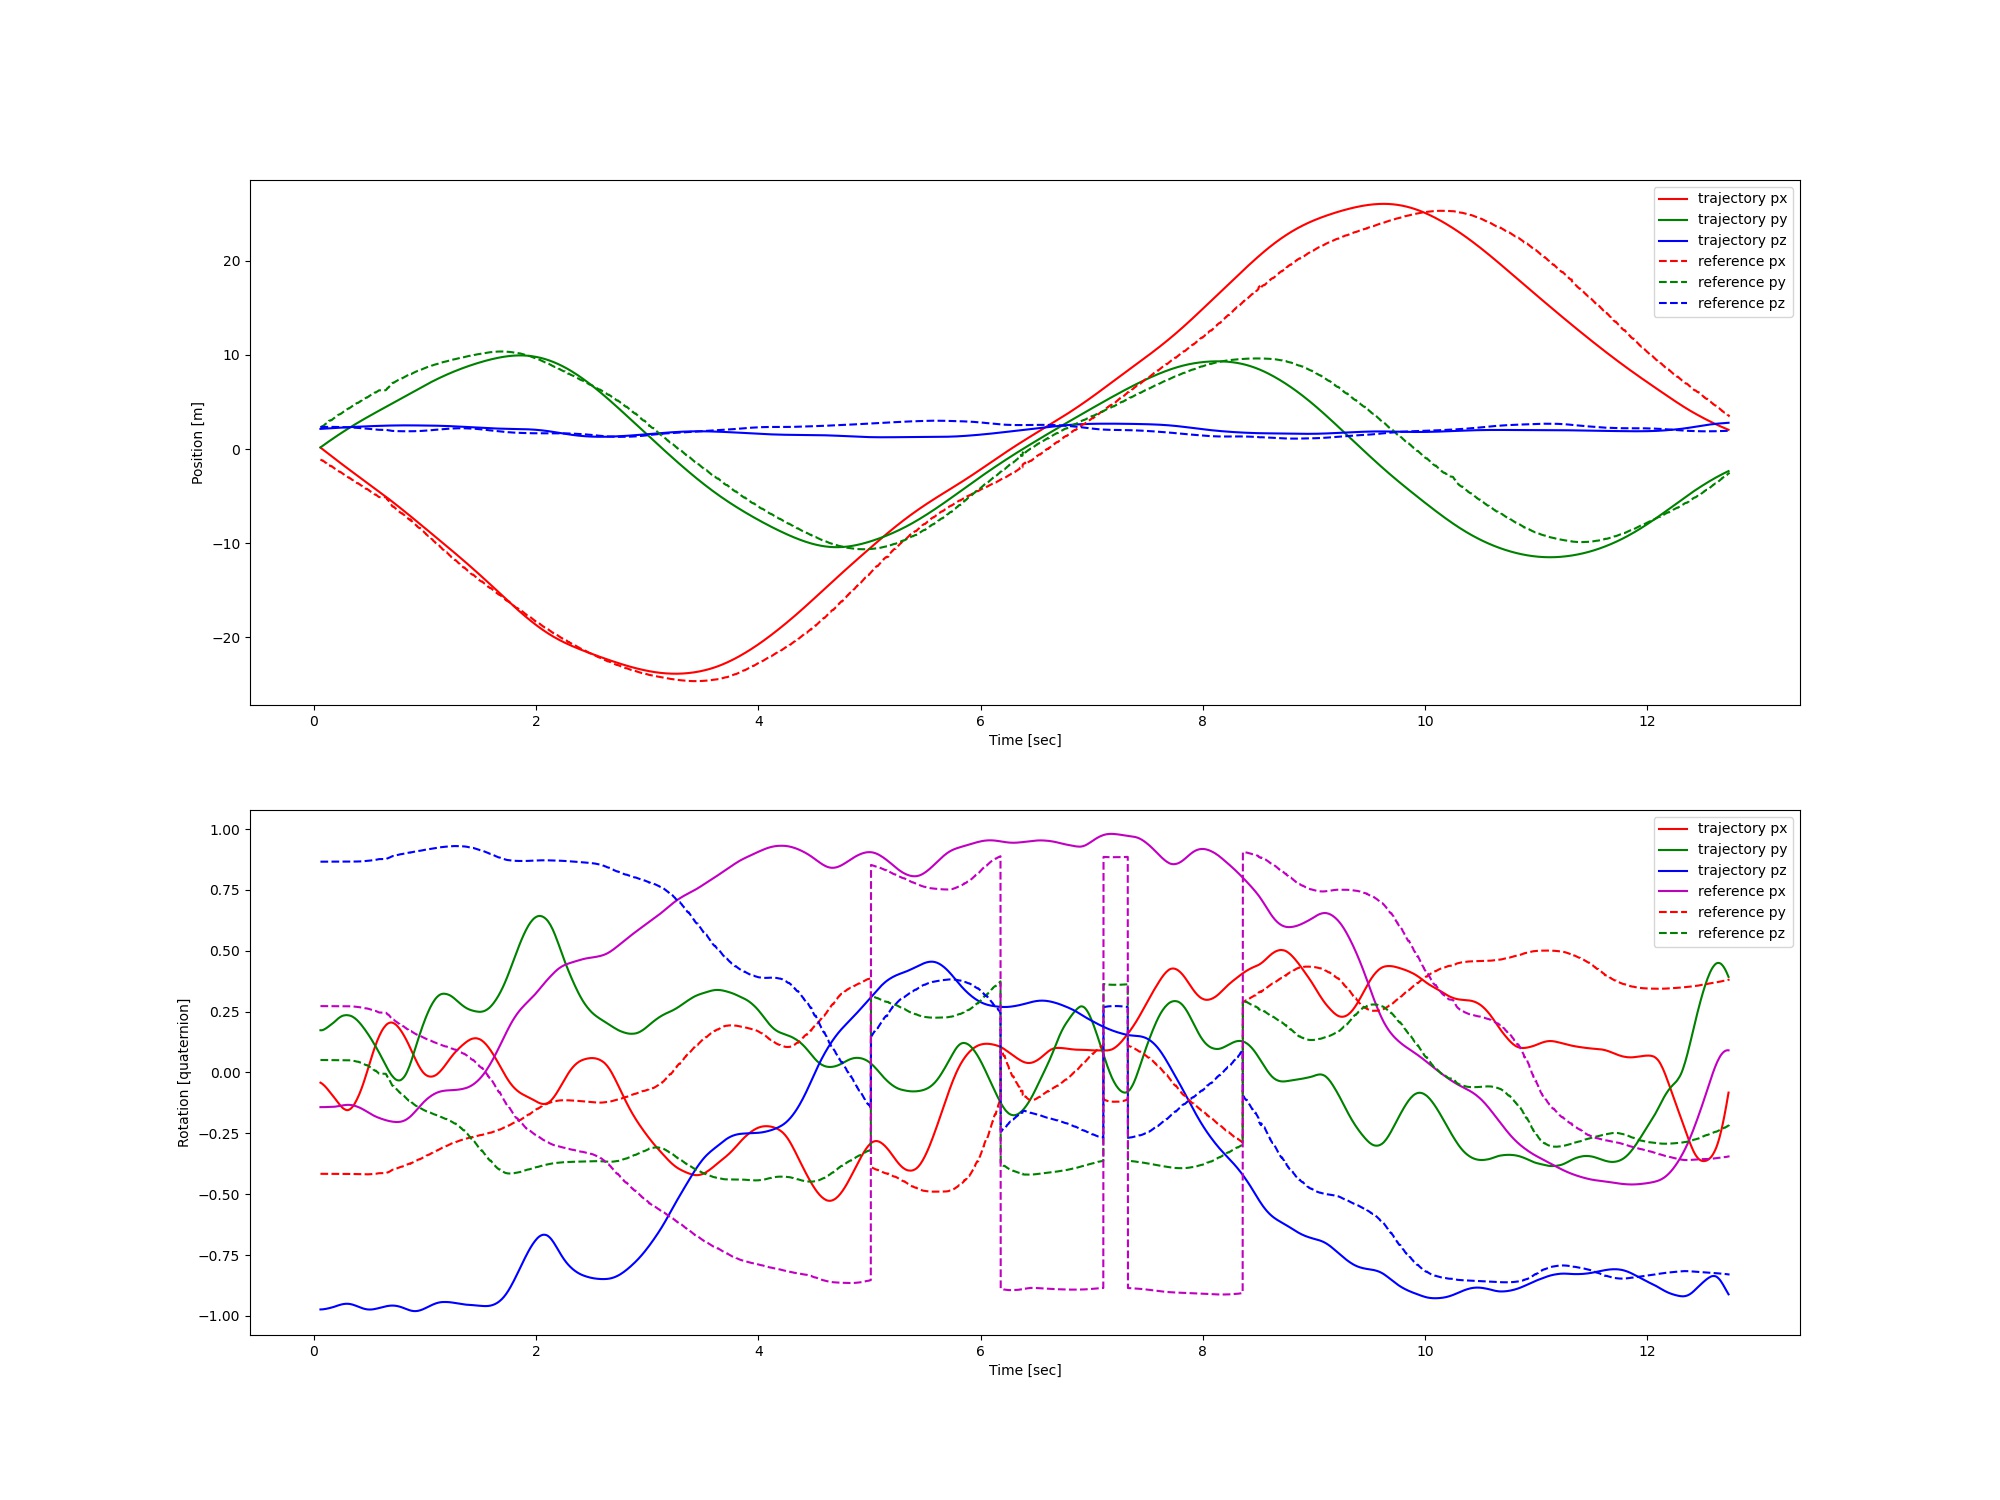 trajectory px
trajectory py
trajectory pz
reference px
reference py
reference pz
20
10
0
−10
−20
Position [m]
0 2 4 6 8 10 12
Time [sec]
trajectory px
trajectory py
trajectory pz
reference px
reference py
reference pz
1.00
0.75
0.50
0.25
0.00
−0.25
−0.50
−0.75
−1.00
Rotation [quaternion]
0 2 4 6 8 10 12
Time [sec]